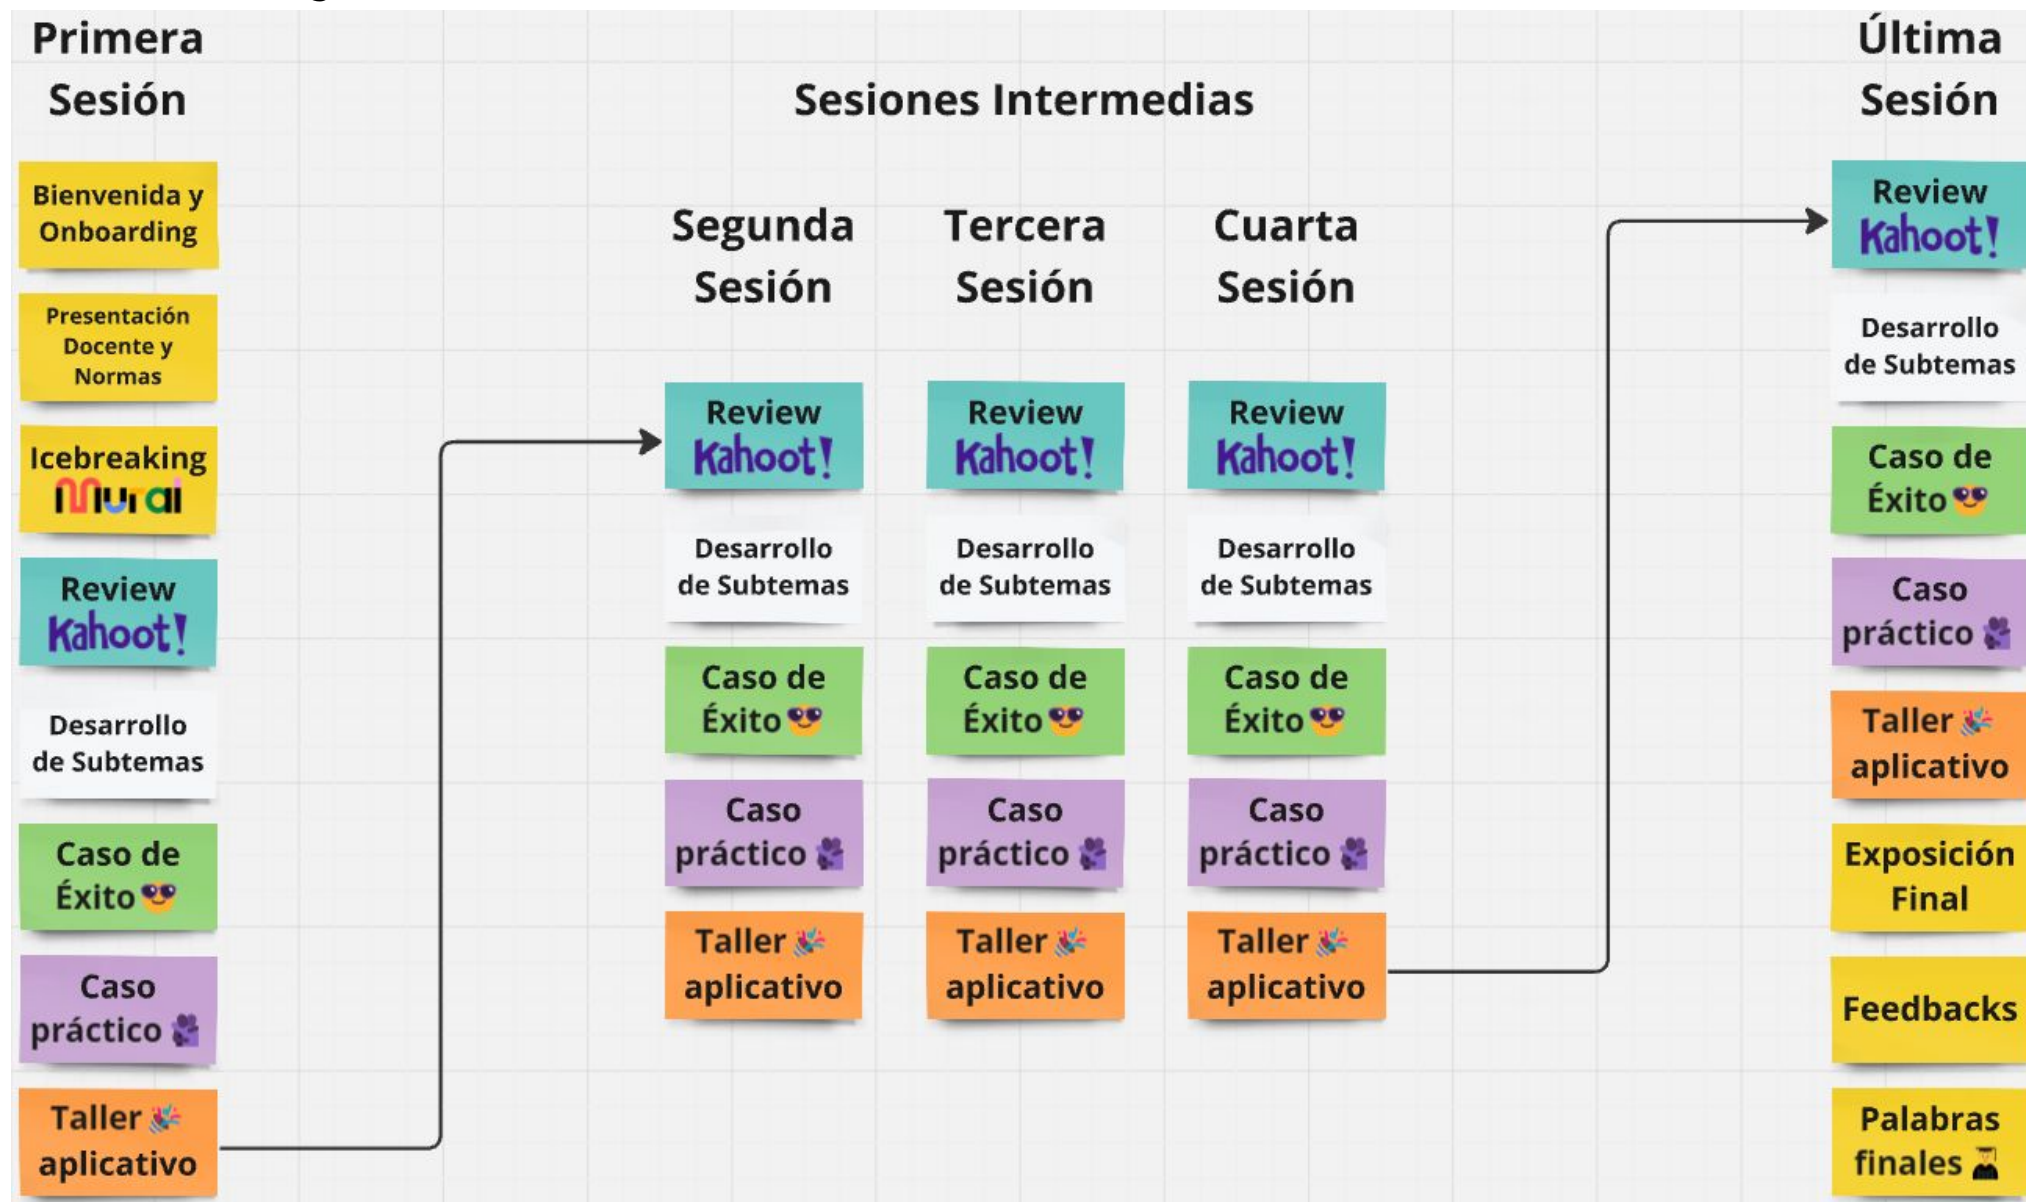 Primera
Sesión
Bienvenida y
Onboarding
Presentación
Docente y
Normas
Icebreaking
Mural
Review
Kahoot!
Desarrollo
de Subtemas
Caso de
Éxito
Caso
práctico
Taller
aplicativo
Sesiones Intermedias
Segunda
Sesión
Review
Kahoot!
Desarrollo
de Subtemas
Caso de
Éxito
Caso
práctico
Taller
aplicativo
Tercera
Sesión
Review
Kahoot!
Desarrollo
de Subtemas
Caso de
Éxito
Caso
práctico
Taller
aplicativo
Cuarta
Sesión
Review
Kahoot!
Desarrollo
de Subtemas
Caso de
Éxito
Caso
práctico
Taller
aplicativo
Última
Sesión
Review
Kahoot!
Desarrollo
de Subtemas
Caso de
Éxito
Caso
práctico
Taller
aplicativo
Exposición
Final
Feedbacks
Palabras
finales